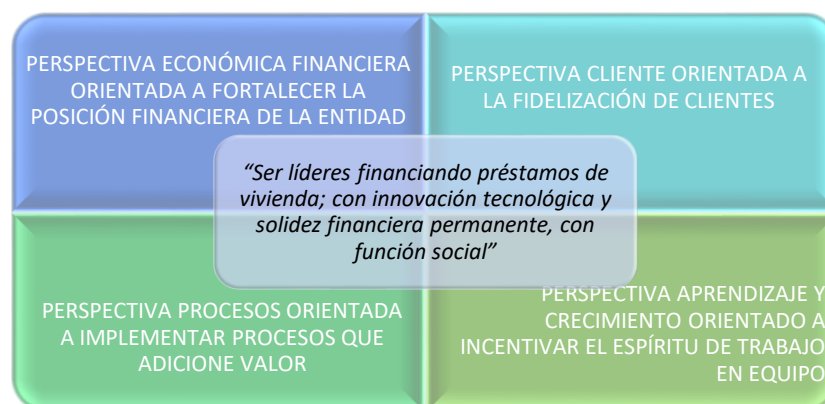 PERSPECTIVA ECONÓMICA FINANCIERA
ORIENTADA A FORTALECER LA
POSICIÓN FINANCIERA DE LA ENTIDAD
PERSPECTIVA CLIENTE ORIENTADA A
LA FIDELIZACIÓN DE CLIENTES
“Ser líderes financiando préstamos de
vivienda; con innovación tecnológica y
solidez financiera permanente, con
función social”
PERSPECTIVA PROCESOS ORIENTADA
A IMPLEMENTAR PROCESOS QUE
ADICIONE VALOR
PERSPECTIVA APRENDIZAJE Y
CRECIMIENTO ORIENTADO A
INCENTIVAR EL ESPÍRITU DE TRABAJO
EN EQUIPO